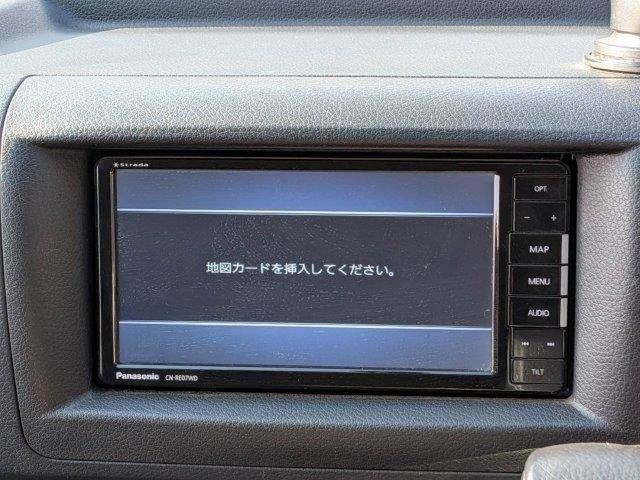 Strada
OPT.
− +
MAP
地図カードを挿入してください。
MENU
AUDIO
TILT
Panasonic CN-RE07WD